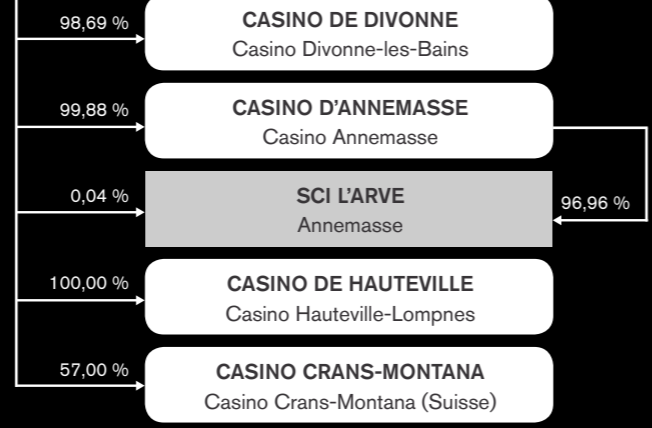 98,69 %
CASINO DE DIVONNE
Casino Divonne-les-Bains
99,88 %
CASINO D'ANNEMASSE
Casino Annemasse
0,04 %
SCI L'ARVE
Annemasse
96,96 %
100,00 %
CASINO DE HAUTEVILLE
Casino Hauteville-Lompnes
57,00 %
CASINO CRANS-MONTANA
Casino Crans-Montana (Suisse)